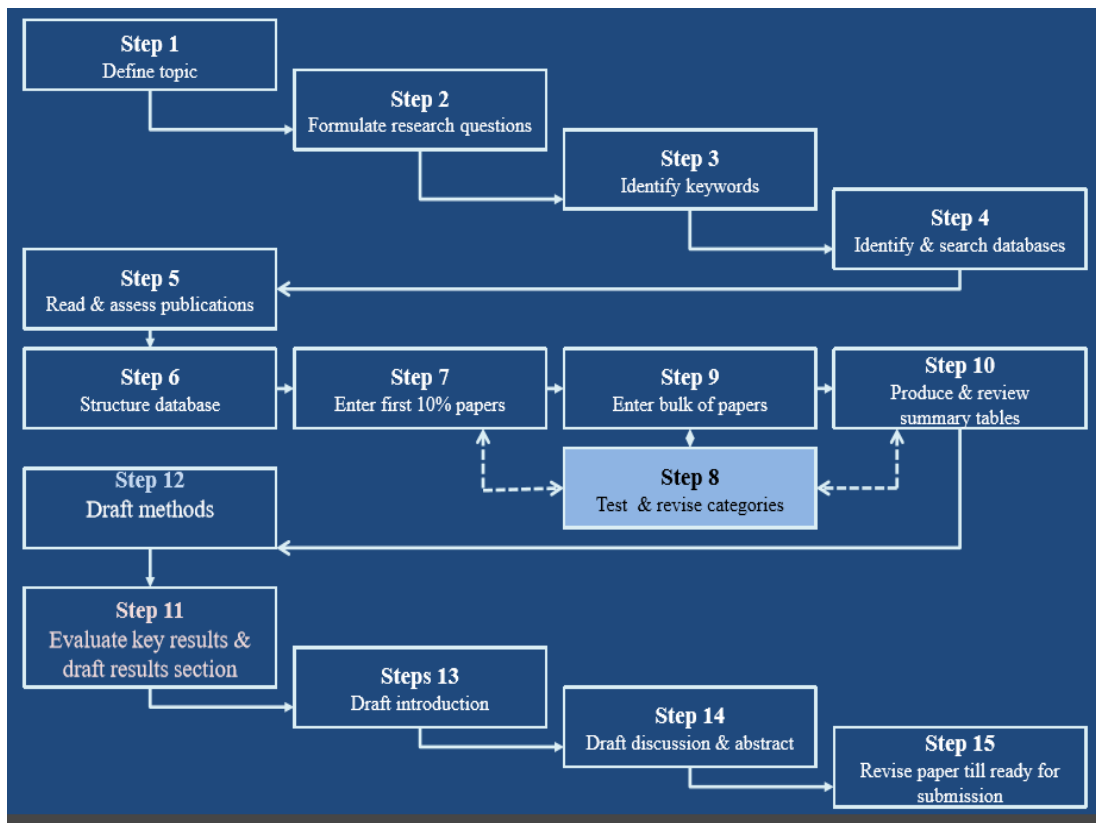 Step 1
Define topic
Step 2
Formulate research questions
Step 3
Identify keywords
Step 4
Identify & search databases
Step 5
Read & assess publications
Step 6
Structure database
Step 7
Enter first 10% papers
Step 9
Enter bulk of papers
Step 10
Produce & review
summary tables
Step 8
Test & revise categories
Step 12
Draft methods
Step 11
Evaluate key results &
draft results section
Steps 13
Draft introduction
Step 14
Draft discussion & abstract
Step 15
Revise paper till ready for
submission